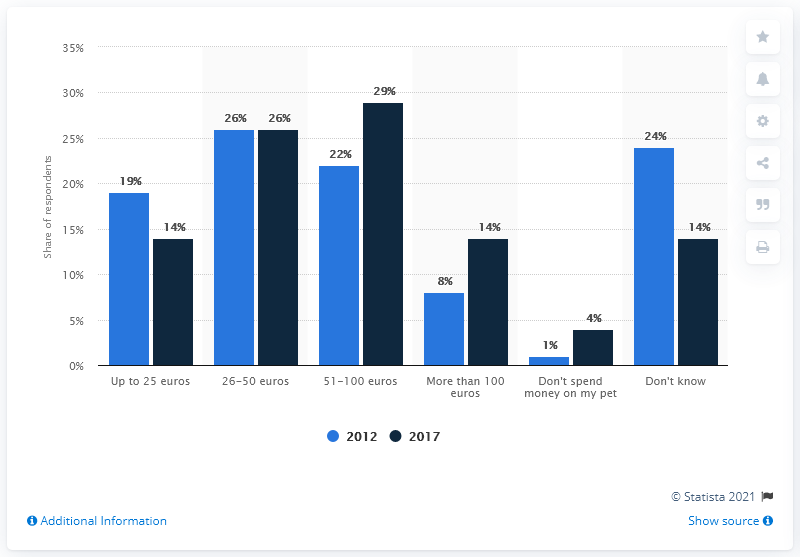 35%
30%
25%
20%
15%
10%
5%
0%
Share of respondents
19%
14%
26%
26%
22%
29%
8%
14%
1%
4%
24%
14%
Up to 25 euros
26-50 euros
51-100 euros
More than 100
euros
Don't spend
money on my pet
Don't know
2012
2017
© Statista 2021
Additional Information
Show source